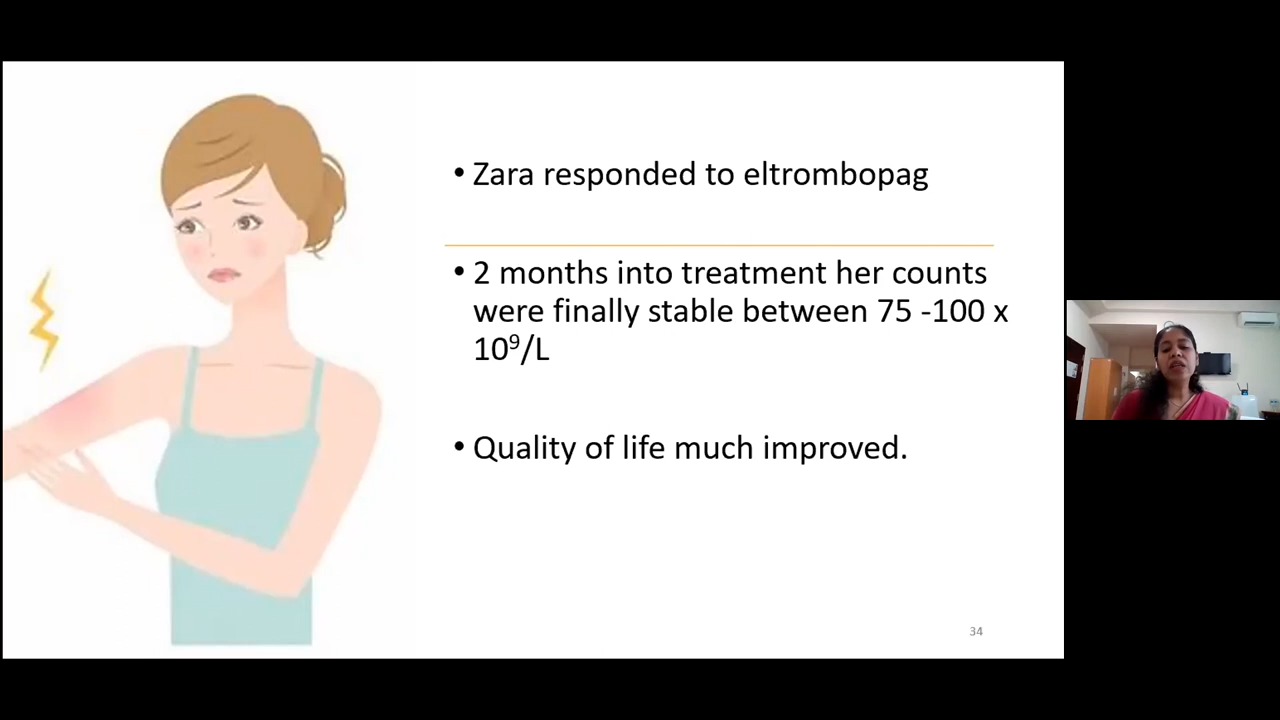 • Zara responded to eltrombopag
• 2 months into treatment her counts
were finally stable between 75 -100 x
10⁹/L
• Quality of life much improved.
34